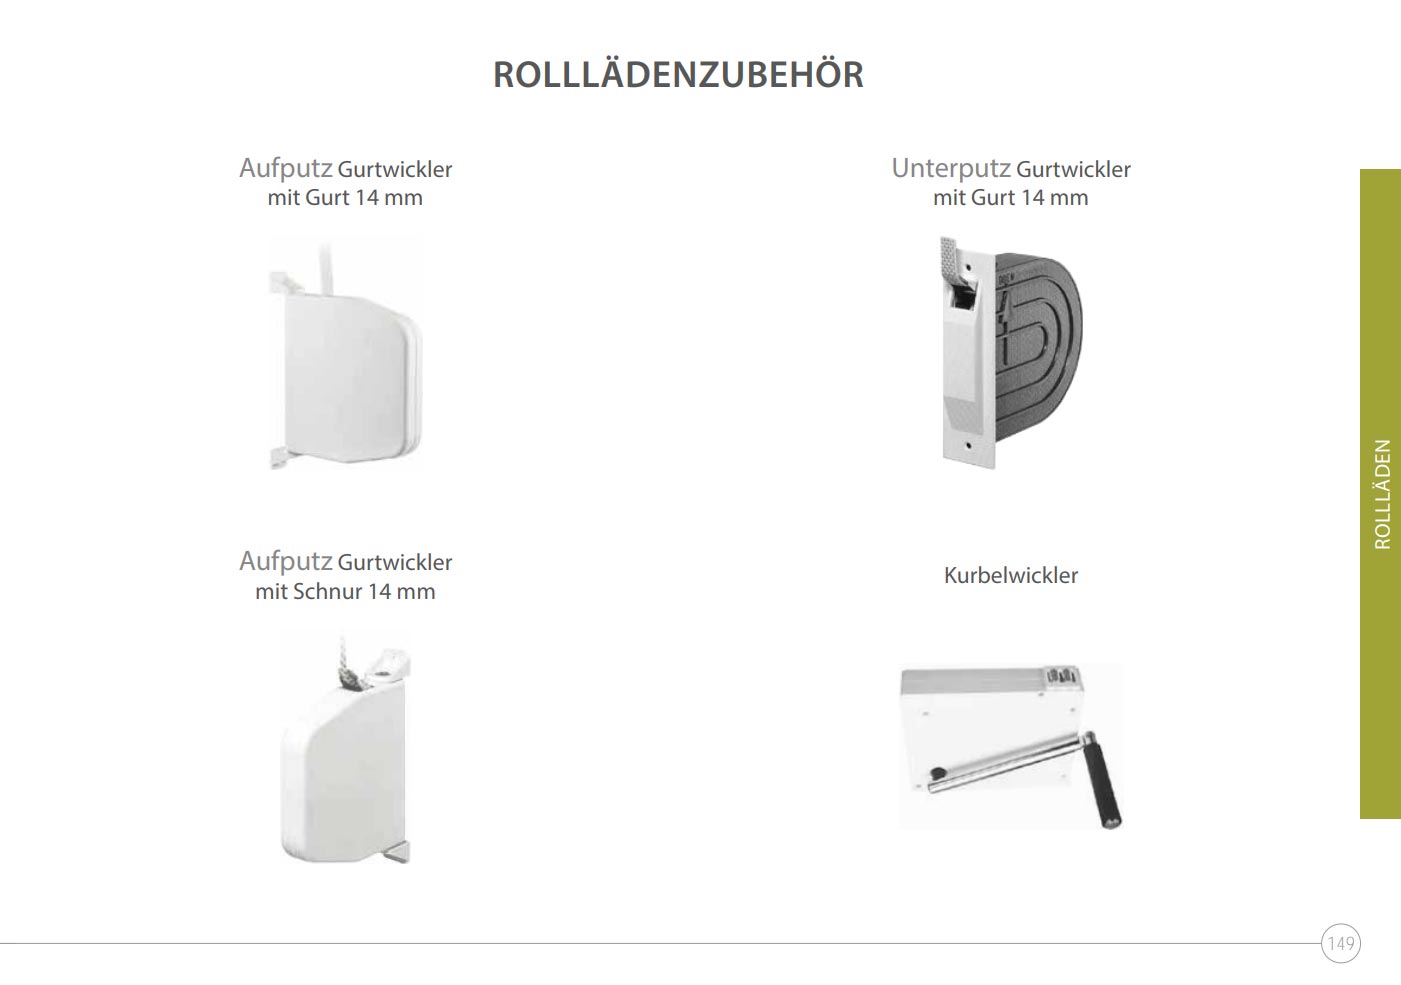 ROLLLÄDENZUBEHÖR
Aufputz Gurtwickler
mit Gurt 14 mm
Unterputz Gurtwickler
mit Gurt 14 mm
Aufputz Gurtwickler
mit Schnur 14 mm
Kurbelwickler
ROLLLÄDEN
149